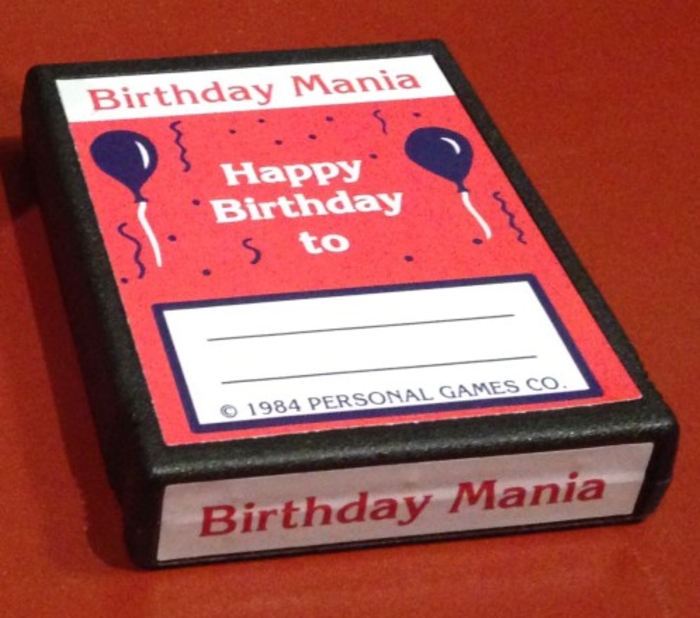 Birthday Mania
Happy
Birthday
to
© 1984 PERSONAL GAMES CO.
Birthday Mania